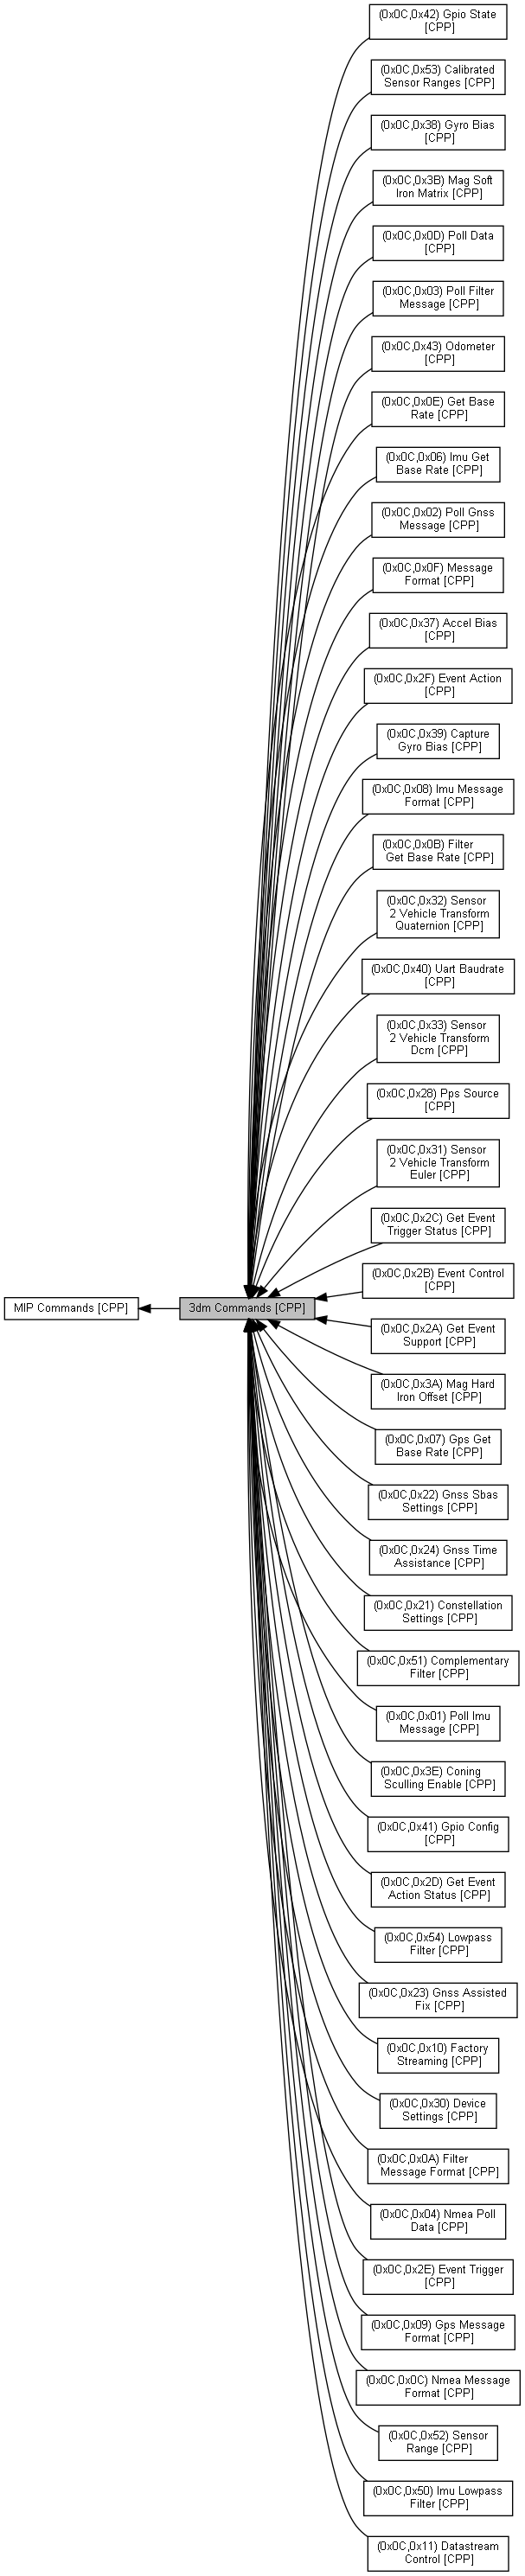 (0x0C,0x42) Gpio State
[CPP]
(0x0C,0x53) Calibrated
Sensor Ranges [CPP]
(0x0C,0x38) Gyro Bias
[CPP]
(0x0C,0x3B) Mag Soft
Iron Matrix [CPP]
(0x0C,0x0D) Poll Data
[CPP]
(0x0C,0x03) Poll Filter
Message [CPP]
(0x0C,0x43) Odometer
[CPP]
(0x0C,0x0E) Get Base
Rate [CPP]
(0x0C,0x06) Imu Get
Base Rate [CPP]
(0x0C,0x02) Poll Gnss
Message [CPP]
(0x0C,0x0F) Message
Format [CPP]
(0x0C,0x37) Accel Bias
[CPP]
(0x0C,0x2F) Event Action
[CPP]
(0x0C,0x39) Capture
Gyro Bias [CPP]
(0x0C,0x08) Imu Message
Format [CPP]
(0x0C,0x0B) Filter
Get Base Rate [CPP]
(0x0C,0x32) Sensor
2 Vehicle Transform
Quaternion [CPP]
(0x0C,0x40) Uart Baudrate
[CPP]
(0x0C,0x33) Sensor
2 Vehicle Transform
Dcm [CPP]
(0x0C,0x28) Pps Source
[CPP]
(0x0C,0x31) Sensor
2 Vehicle Transform
Euler [CPP]
(0x0C,0x2C) Get Event
Trigger Status [CPP]
(0x0C,0x2B) Event Control
[CPP]
MIP Commands [CPP]
3dm Commands [CPP]
(0x0C,0x2A) Get Event
Support [CPP]
(0x0C,0x3A) Mag Hard
Iron Offset [CPP]
(0x0C,0x07) Gps Get
Base Rate [CPP]
(0x0C,0x22) Gnss Sbas
Settings [CPP]
(0x0C,0x24) Gnss Time
Assistance [CPP]
(0x0C,0x21) Constellation
Settings [CPP]
(0x0C,0x51) Complementary
Filter [CPP]
(0x0C,0x01) Poll Imu
Message [CPP]
(0x0C,0x3E) Coning
Sculling Enable [CPP]
(0x0C,0x41) Gpio Config
[CPP]
(0x0C,0x2D) Get Event
Action Status [CPP]
(0x0C,0x54) Lowpass
Filter [CPP]
(0x0C,0x23) Gnss Assisted
Fix [CPP]
(0x0C,0x10) Factory
Streaming [CPP]
(0x0C,0x30) Device
Settings [CPP]
(0x0C,0x0A) Filter
Message Format [CPP]
(0x0C,0x04) Nmea Poll
Data [CPP]
(0x0C,0x2E) Event Trigger
[CPP]
(0x0C,0x09) Gps Message
Format [CPP]
(0x0C,0x0C) Nmea Message
Format [CPP]
(0x0C,0x52) Sensor
Range [CPP]
(0x0C,0x50) Imu Lowpass
Filter [CPP]
(0x0C,0x11) Datastream
Control [CPP]